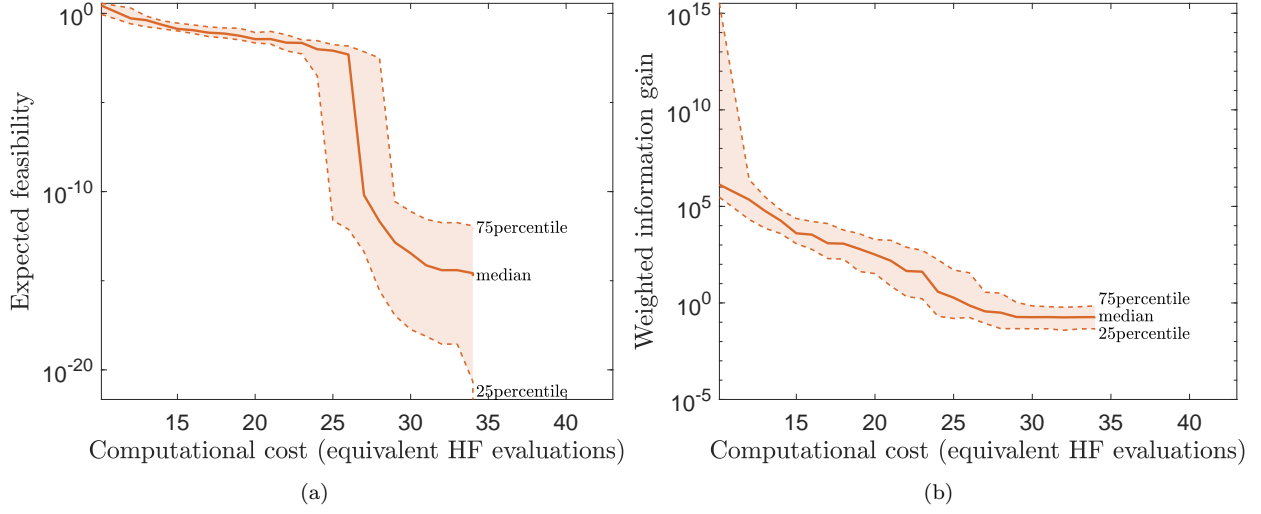 Expected feasibility
10^0
10^-10
10^-20
75percentile
median
25percentile
15 20 25 30 35 40
Computational cost (equivalent HF evaluations)
(a)
Weighted information gain
10^15
10^10
10^5
10^0
10^-5
75percentile
median
25percentile
15 20 25 30 35 40
Computational cost (equivalent HF evaluations)
(b)